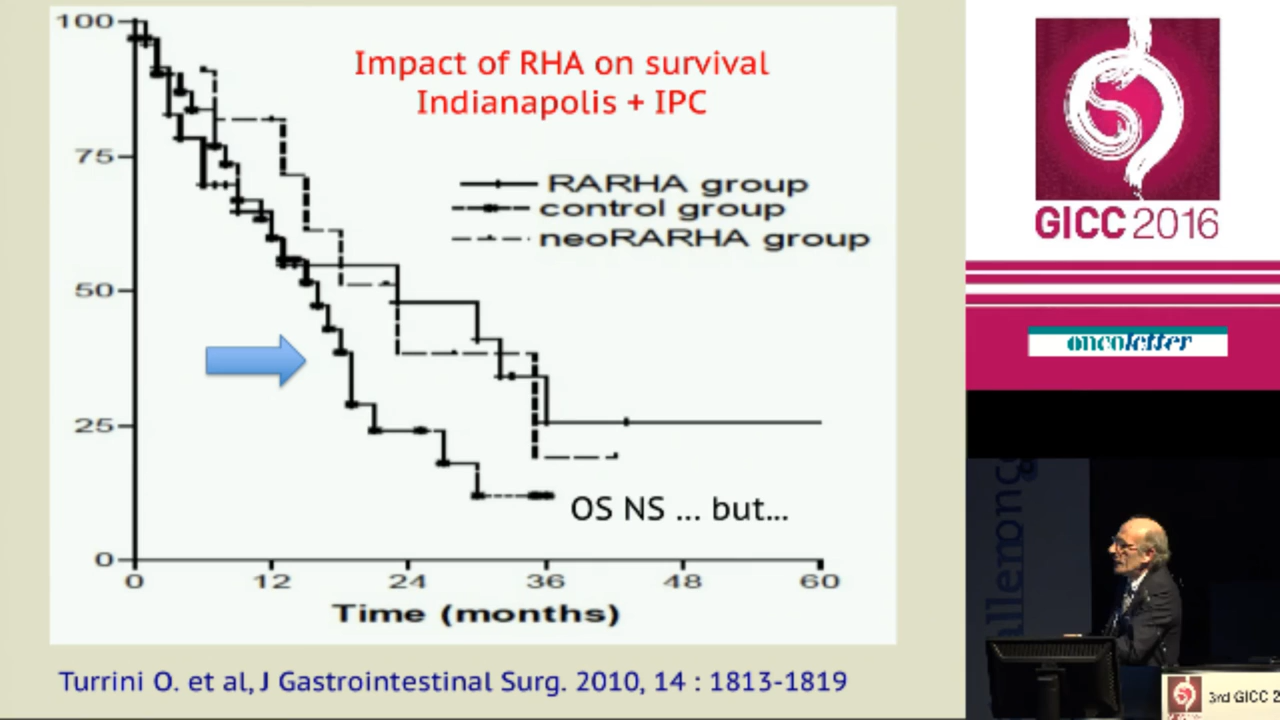 100
75
50
25
0
0 12 24 36 48 60
Time (months)
Impact of RHA on survival
Indianapolis + IPC
RARHA group
control group
neoRARHA group
OS NS ... but...
Turrini O. et al, J Gastrointestinal Surg. 2010, 14 : 1813-1819
GICC 2016
oncoletter
3rd GICC 2